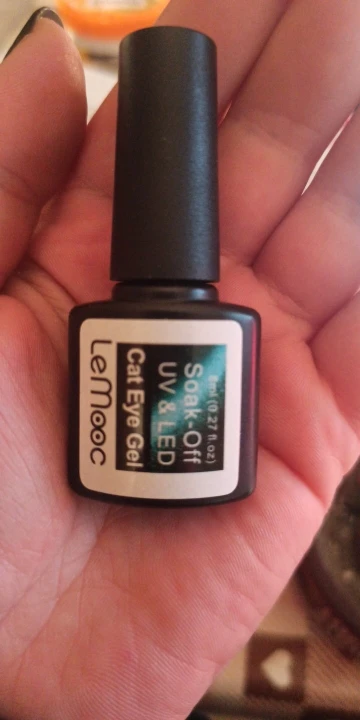 8ml (0.27 fl.oz)
Soak-Off
UV & LED
Cat Eye Gel
LeMooc